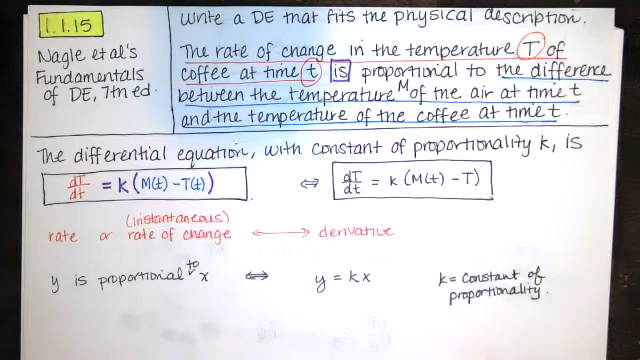 1.1.15
Nagle et al's
Fundamentals
of DE, 7th ed.
Write a DE that fits the physical description.
The rate of change in the temperature T of
coffee at time t is proportional to the difference
between the temperature M of the air at time t
and the temperature of the coffee at time t.
The differential equation, with constant of proportionality k, is
dT/dt = k (M(t) - T(t)) ⇔ dT/dt = k (M(t) - T)
(instantaneous)
rate or rate of change ⟷ derivative
y is proportional to x ⇔ y = kx k = constant of
proportionality.